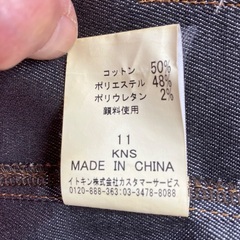 コットン 50%
ポリエステル 48%
ポリウレタン 2%
顔料使用
11
KNS
MADE IN CHINA
イトキン株式会社カスタマーサービス
0120-888-363:03-3478-8088